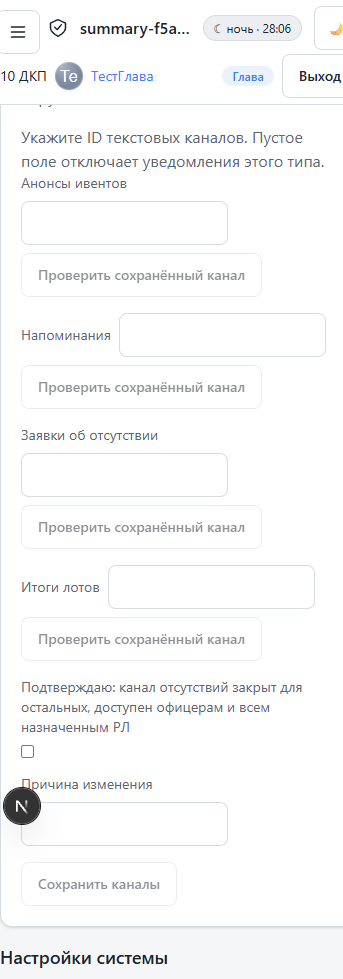 summary-f5a...
☾ ночь · 28:06
10 ДКП
Te
ТестГлава
Глава
Выход
Укажите ID текстовых каналов. Пустое
поле отключает уведомления этого типа.
Анонсы ивентов
Проверить сохранённый канал
Напоминания
Проверить сохранённый канал
Заявки об отсутствии
Проверить сохранённый канал
Итоги лотов
Проверить сохранённый канал
Подтверждаю: канал отсутствий закрыт для
остальных, доступен офицерам и всем
назначенным РЛ
Причина изменения
N
Сохранить каналы
Настройки системы